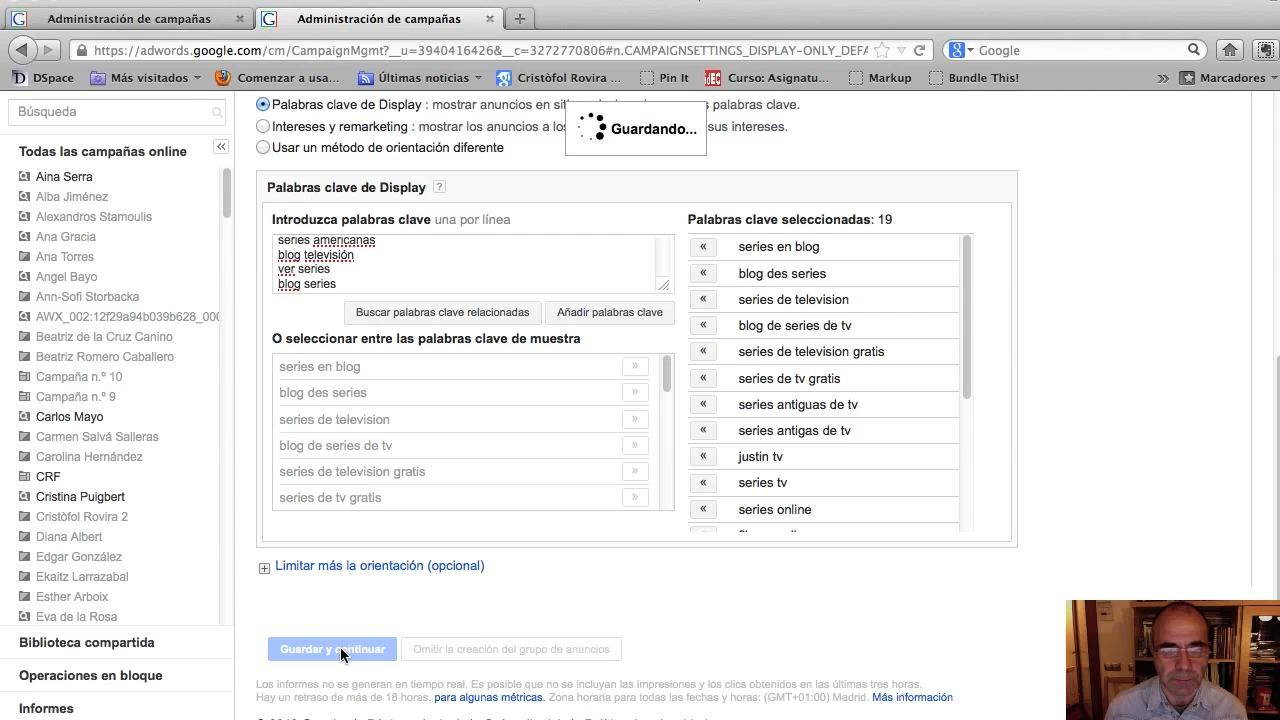 Administración de campañas
Administración de campañas
https://adwords.google.com/cm/CampaignMgmt?__u=3940416426&__c=3272770806#n.CAMPAIGNSETTINGS_DISPLAY-ONLY_DEFA
Google
DSpace
Más visitados
Comenzar a usa...
Últimas noticias
Cristòfol Rovira ...
Pin It
Curso: Asignatu...
Markup
Bundle This!
Marcadores
Búsqueda
Todas las campañas online
Aina Serra
Alba Jiménez
Alexandros Stamoulis
Ana Gracia
Ana Torres
Angel Bayo
Ann-Sofi Storbacka
AWX_002:12f29a94b039b628_000
Beatriz de la Cruz Canino
Beatriz Romero Caballero
Campaña n.º 10
Campaña n.º 9
Carlos Mayo
Carmen Salvá Salleras
Carolina Hernández
CRF
Cristina Puigbert
Cristòfol Rovira 2
Diana Albert
Edgar González
Ekaitz Larrazabal
Esther Arboix
Eva de la Rosa
Biblioteca compartida
Operaciones en bloque
Informes
Palabras clave de Display : mostrar anuncios en palabras clave.
Intereses y remarketing : mostrar los anuncios a los sus intereses.
Usar un método de orientación diferente
Guardando...
Palabras clave de Display ?
Introduzca palabras clave una por línea
series americanas
blog televisión
ver series
blog series
Buscar palabras clave relacionadas
Añadir palabras clave
O seleccionar entre las palabras clave de muestra
series en blog »
blog des series »
series de television »
blog de series de tv »
series de television gratis »
series de tv gratis »
Palabras clave seleccionadas: 19
« series en blog
« blog des series
« series de television
« blog de series de tv
« series de television gratis
« series de tv gratis
« series antiguas de tv
« series antigas de tv
« justin tv
« series tv
« series online
Limitar más la orientación (opcional)
Guardar y continuar
Omitir la creación del grupo de anuncios
Los informes no se generan en tiempo real. Es posible que no se incluyan las impresiones y los clics obtenidos en las últimas tres horas.
Hay un retraso de más de 18 horas. para algunas métricas. Zona horaria para todas las fechas y horas: (GMT+01:00) Madrid. Más información